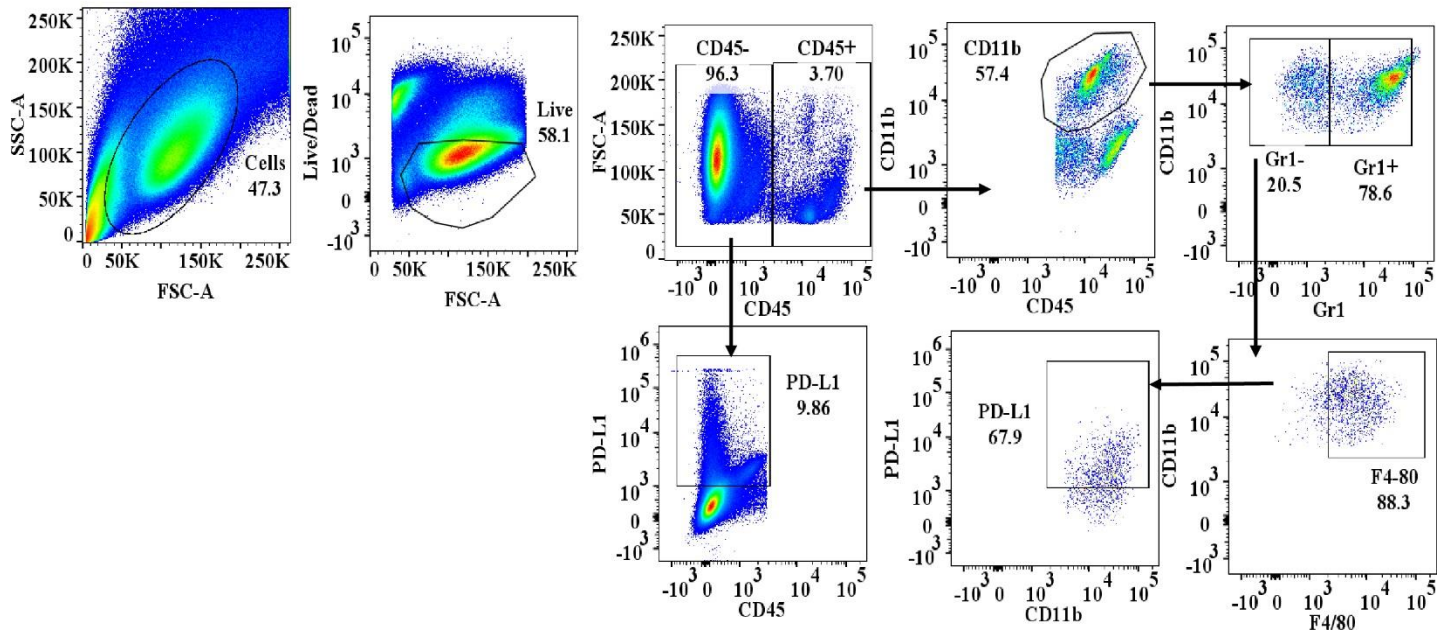 250K
200K
150K
100K
50K
0
SSC-A
Cells
47.3
0 50K 150K 250K
FSC-A
10^5
10^4
10^3
0
-10^3
Live/Dead
Live
58.1
50K 150K 250K
FSC-A
250K
200K
150K
100K
50K
0
FSC-A
CD45- CD45+
96.3 3.70
-10^3 0 10^3 10^4 10^5
CD45
10^5
10^4
10^3
0
-10^3
CD11b
CD11b
57.4
-10^3 0 10^3 10^4 10^5
CD45
10^5
10^4
10^3
0
-10^3
CD11b
Gr1- Gr1+
20.5 78.6
-10^3 0 10^3 10^4 10^5
Gr1
10^6
10^5
10^4
10^3
0
-10^3
PD-L1
PD-L1
9.86
-10^3 0 10^3 10^4 10^5
CD45
10^6
10^5
10^4
10^3
0
-10^3
PD-L1
PD-L1
67.9
-10^3 0 10^3 10^4 10^5
CD11b
10^5
10^4
10^3
0
-10^3
CD11b
F4-80
88.3
-10^3 0 10^3 10^4 10^5
F4/80